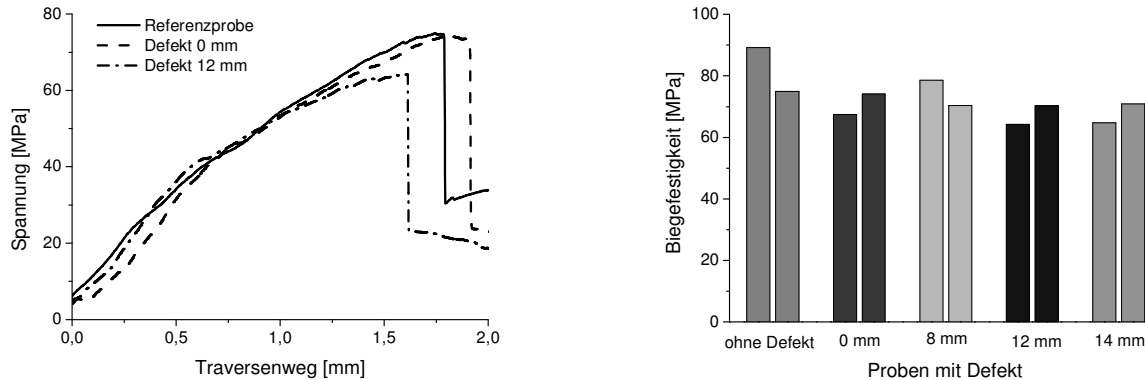 Referenzprobe
Defekt 0 mm
Defekt 12 mm
Spannung [MPa]
80
60
40
20
0
0,0
0,5
1,0
1,5
2,0
Traversenweg [mm]
Biegefestigkeit [MPa]
100
80
60
40
20
0
ohne Defekt
0 mm
8 mm
12 mm
14 mm
Proben mit Defekt